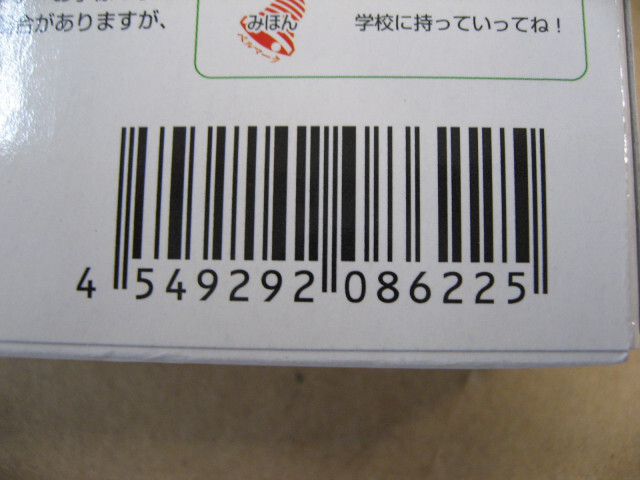 合がありますが、
みほん
ベルマーク
学校に持っていってね!
4 549292 086225